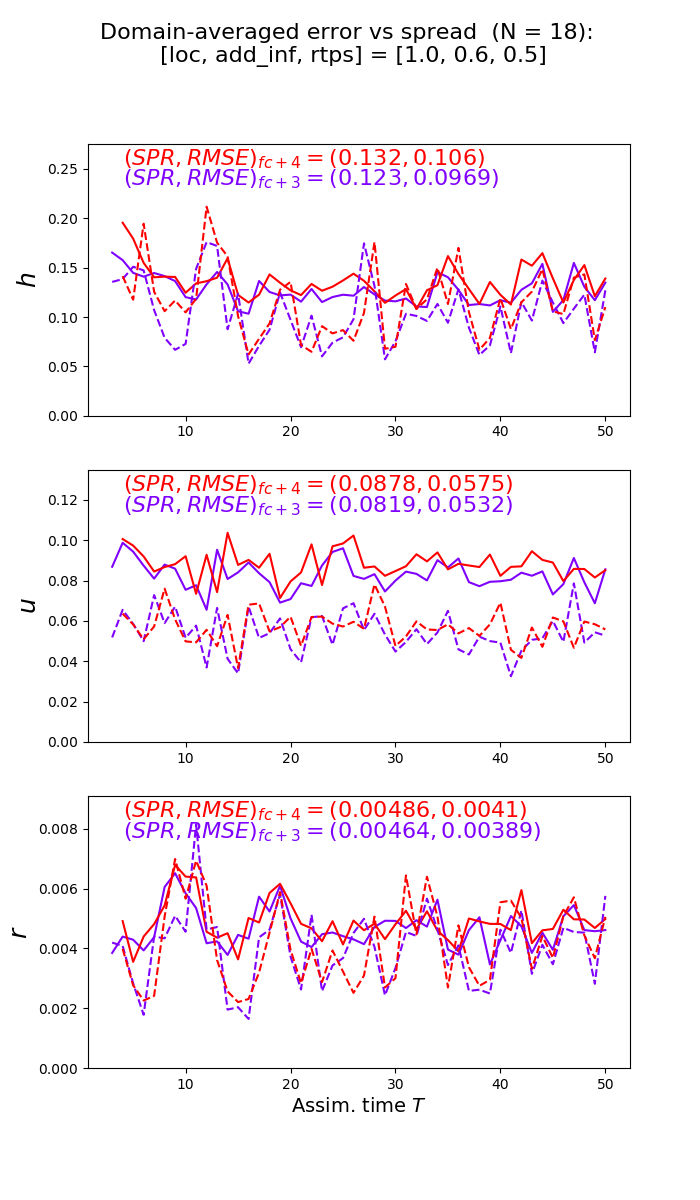 Domain-averaged error vs spread (N = 18):
[loc, add_inf, rtps] = [1.0, 0.6, 0.5]
(SPR, RMSE)fc+4 = (0.132, 0.106)
(SPR, RMSE)fc+3 = (0.123, 0.0969)
h
0.25
0.20
0.15
0.10
0.05
0.00
10 20 30 40 50
(SPR, RMSE)fc+4 = (0.0878, 0.0575)
(SPR, RMSE)fc+3 = (0.0819, 0.0532)
u
0.12
0.10
0.08
0.06
0.04
0.02
0.00
10 20 30 40 50
(SPR, RMSE)fc+4 = (0.00486, 0.0041)
(SPR, RMSE)fc+3 = (0.00464, 0.00389)
r
0.008
0.006
0.004
0.002
0.000
10 20 30 40 50
Assim. time T